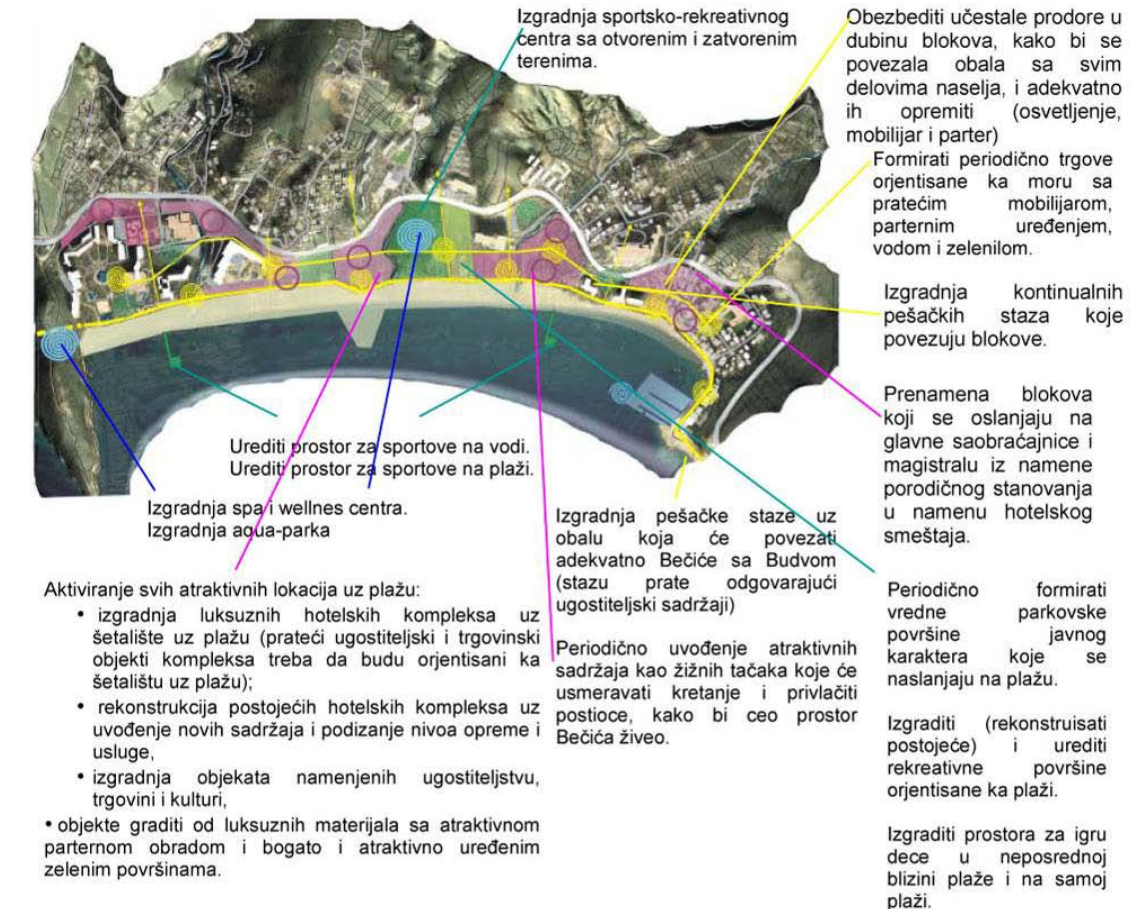 Izgradnja sportsko-rekreativnog
centra sa otvorenim i zatvorenim
terenima.
Obezbediti učestale prodore u
dubinu blokova, kako bi se
povezala obala sa svim
delovima naselja, i adekvatno
ih opremiti (osvetljenje,
mobilijar i parter)
Formirati periodično trgove
orjentisane ka moru sa
pratećim mobilijarom,
parternim uređenjem,
vodom i zelenilom.
Izgradnja kontinualnih
pešačkih staza koje
povezuju blokove.
Prenamena blokova
koji se oslanjaju na
glavne saobraćajnice i
magistralu iz namene
porodičnog stanovanja
u namenu hotelskog
smeštaja.
Urediti prostor za sportove na vodi.
Urediti prostor za sportove na plaži.
Izgradnja spa i wellnes centra.
Izgradnja aqua-parka
Izgradnja pešačke staze uz
obalu koja će povezati
adekvatno Bečiće sa Budvom
(stazu prate odgovarajući
ugostiteljski sadržaji)
Aktiviranje svih atraktivnih lokacija uz plažu:
• izgradnja luksuznih hotelskih kompleksa uz
šetalište uz plažu (prateći ugostiteljski i trgovinski
objekti kompleksa treba da budu orjentisani ka
šetalištu uz plažu);
• rekonstrukcija postojećih hotelskih kompleksa uz
uvođenje novih sadržaja i podizanje nivoa opreme i
usluge,
• izgradnja objekata namenjenih ugostiteljstvu,
trgovini i kulturi,
• objekte graditi od luksuznih materijala sa atraktivnom
parternom obradom i bogato i atraktivno uređenim
zelenim površinama.
Periodično uvođenje atraktivnih
sadržaja kao žižnih tačaka koje će
usmeravati kretanje i privlačiti
postioce, kako bi ceo prostor
Bečića živeo.
Periodično formirati
vredne parkovske
površine javnog
karaktera koje se
naslanjaju na plažu.
Izgraditi (rekonstruisati
postojeće) i urediti
rekreativne površine
orjentisane ka plaži.
Izgraditi prostora za igru
dece u neposrednoj
blizini plaže i na samoj
plaži.